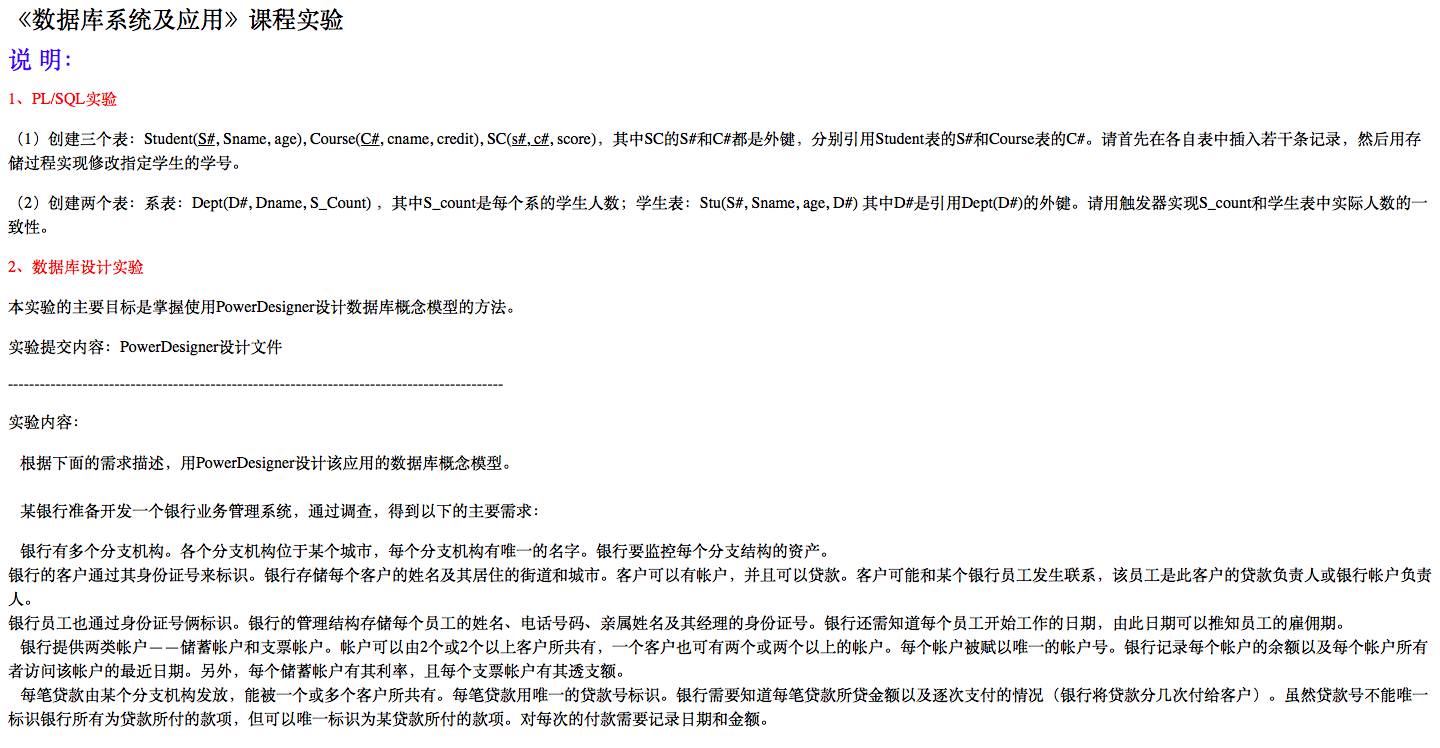 《数据库系统及应用》课程实验
说 明：
1、PL/SQL实验
（1）创建三个表：Student(S#, Sname, age), Course(C#, cname, credit), SC(s#, c#, score)，其中SC的S#和C#都是外键，分别引用Student表的S#和Course表的C#。请首先在各自表中插入若干条记录，然后用存
储过程实现修改指定学生的学号。
（2）创建两个表：系表：Dept(D#, Dname, S_Count) ，其中S_count是每个系的学生人数；学生表：Stu(S#, Sname, age, D#) 其中D#是引用Dept(D#)的外键。请用触发器实现S_count和学生表中实际人数的一
致性。
2、数据库设计实验
本实验的主要目标是掌握使用PowerDesigner设计数据库概念模型的方法。
实验提交内容：PowerDesigner设计文件
----------------------------------------------------------------------------------------------
实验内容：
根据下面的需求描述，用PowerDesigner设计该应用的数据库概念模型。
某银行准备开发一个银行业务管理系统，通过调查，得到以下的主要需求：
银行有多个分支机构。各个分支机构位于某个城市，每个分支机构有唯一的名字。银行要监控每个分支结构的资产。
银行的客户通过其身份证号来标识。银行存储每个客户的姓名及其居住的街道和城市。客户可以有帐户，并且可以贷款。客户可能和某个银行员工发生联系，该员工是此客户的贷款负责人或银行帐户负责
人。
银行员工也通过身份证号俩标识。银行的管理结构存储每个员工的姓名、电话号码、亲属姓名及其经理的身份证号。银行还需知道每个员工开始工作的日期，由此日期可以推知员工的雇佣期。
银行提供两类帐户——储蓄帐户和支票帐户。帐户可以由2个或2个以上客户所共有，一个客户也可有两个或两个以上的帐户。每个帐户被赋以唯一的帐户号。银行记录每个帐户的余额以及每个帐户所有
者访问该帐户的最近日期。另外，每个储蓄帐户有其利率，且每个支票帐户有其透支额。
每笔贷款由某个分支机构发放，能被一个或多个客户所共有。每笔贷款用唯一的贷款号标识。银行需要知道每笔贷款所贷金额以及逐次支付的情况（银行将贷款分几次付给客户）。虽然贷款号不能唯一
标识银行所有为贷款所付的款项，但可以唯一标识为某贷款所付的款项。对每次的付款需要记录日期和金额。